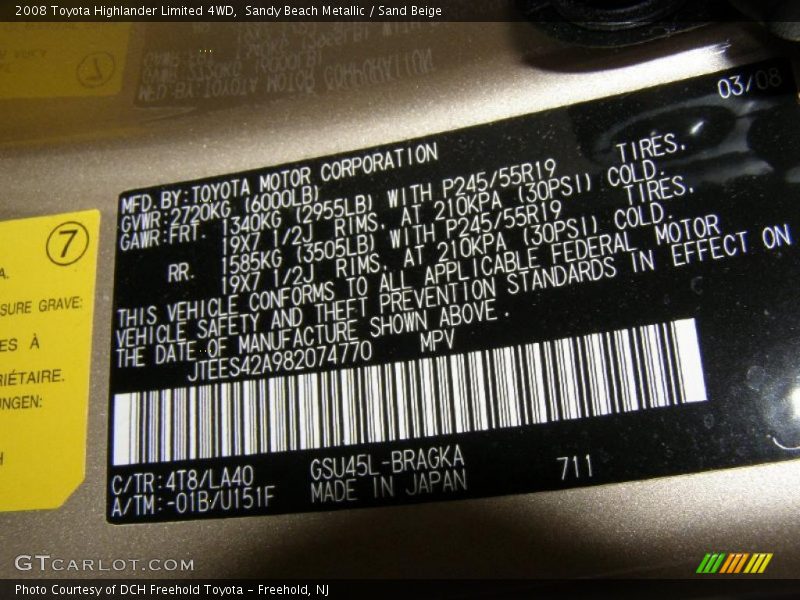 2008 Toyota Highlander Limited 4WD, Sandy Beach Metallic / Sand Beige
03/08
MFD.BY:TOYOTA MOTOR CORPORATION
GVWR:2720KG (6000LB)
GAWR:FRT. 1340KG (2955LB) WITH P245/55R19 TIRES,
19X7 1/2J RIMS, AT 210KPA (30PSI) COLD.
RR. 1585KG (3505LB) WITH P245/55R19 TIRES,
19X7 1/2J RIMS, AT 210KPA (30PSI) COLD.
THIS VEHICLE CONFORMS TO ALL APPLICABLE FEDERAL MOTOR
VEHICLE SAFETY AND THEFT PREVENTION STANDARDS IN EFFECT ON
THE DATE OF MANUFACTURE SHOWN ABOVE.
JTEES42A982074770 MPV
C/TR:4T8/LA40 GSU45L-BRAGKA 711
A/TM:-01B/U151F MADE IN JAPAN
7
A.
SURE GRAVE:
ES À
RIÉTAIRE.
UNGEN:
H
GTCARLOT.COM
Photo Courtesy of DCH Freehold Toyota - Freehold, NJ